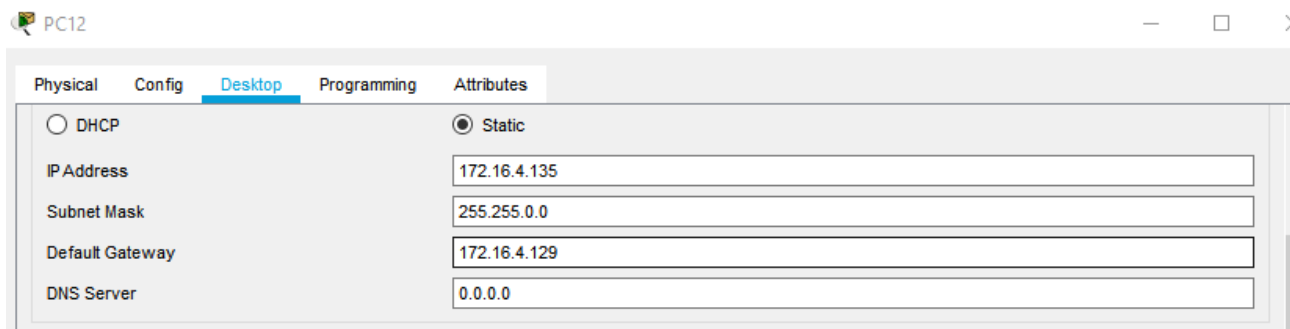 PC12
Physical Config Desktop Programming Attributes
DHCP Static
IP Address 172.16.4.135
Subnet Mask 255.255.0.0
Default Gateway 172.16.4.129
DNS Server 0.0.0.0